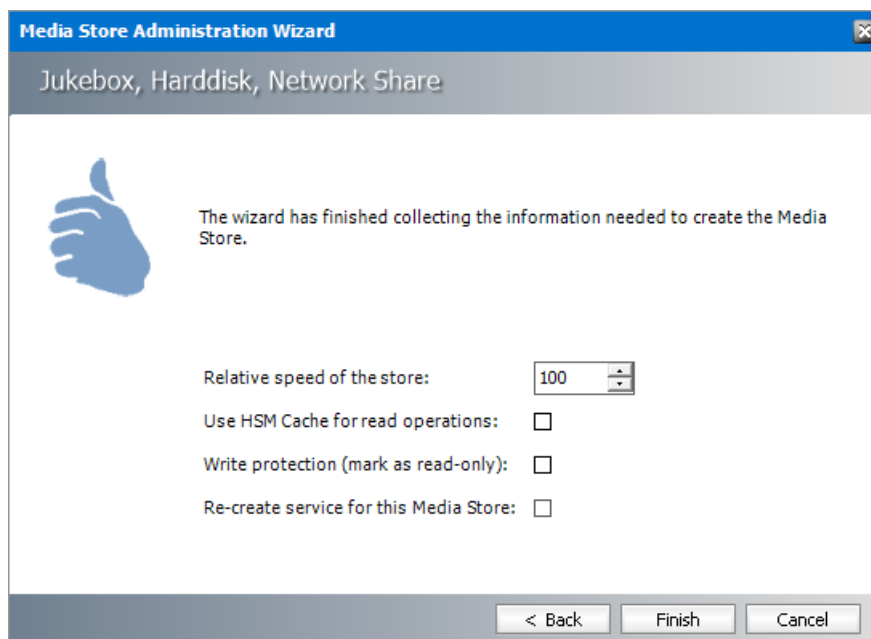 Media Store Administration Wizard
Jukebox, Harddisk, Network Share
The wizard has finished collecting the information needed to create the Media
Store.
Relative speed of the store: 100
Use HSM Cache for read operations:
Write protection (mark as read-only):
Re-create service for this Media Store:
< Back Finish Cancel